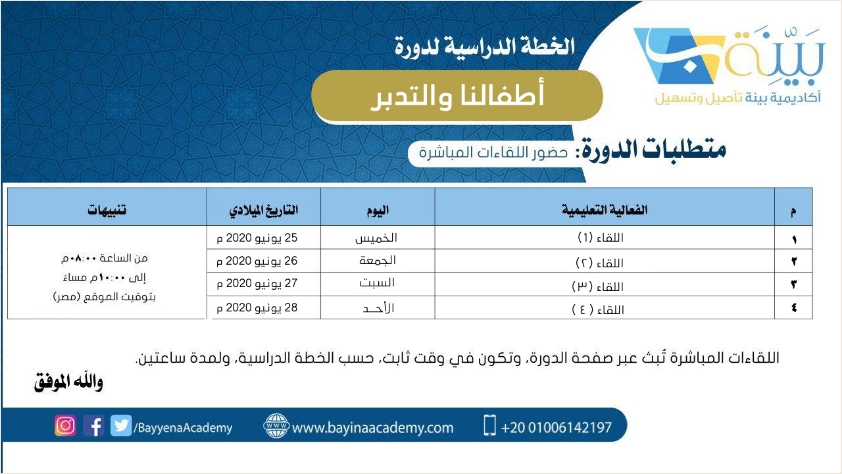 بَيِّنَة
أكاديمية بينة تأصيل وتسهيل
الخطة الدراسية لدورة
أطفالنا والتدبر
متطلبات الدورة: حضور اللقاءات المباشرة
م الفعالية التعليمية اليوم التاريخ الميلادي تنبيهات
١ اللقاء (1) الخميس 25 يونيو 2020 م
٢ اللقاء (٢) الجمعة 26 يونيو 2020 م
٣ اللقاء (٣) السبت 27 يونيو 2020 م
٤ اللقاء ( ٤ ) الأحــد 28 يونيو 2020 م
من الساعة ٠٨:٠٠م
إلى ١٠:٠٠م مساءً
بتوقيت الموقع (مصر)
اللقاءات المباشرة تُبث عبر صفحة الدورة، وتكون في وقت ثابت، حسب الخطة الدراسية، ولمدة ساعتين.
والله الموفق
/BayyenaAcademy www.bayinaacademy.com +20 01006142197